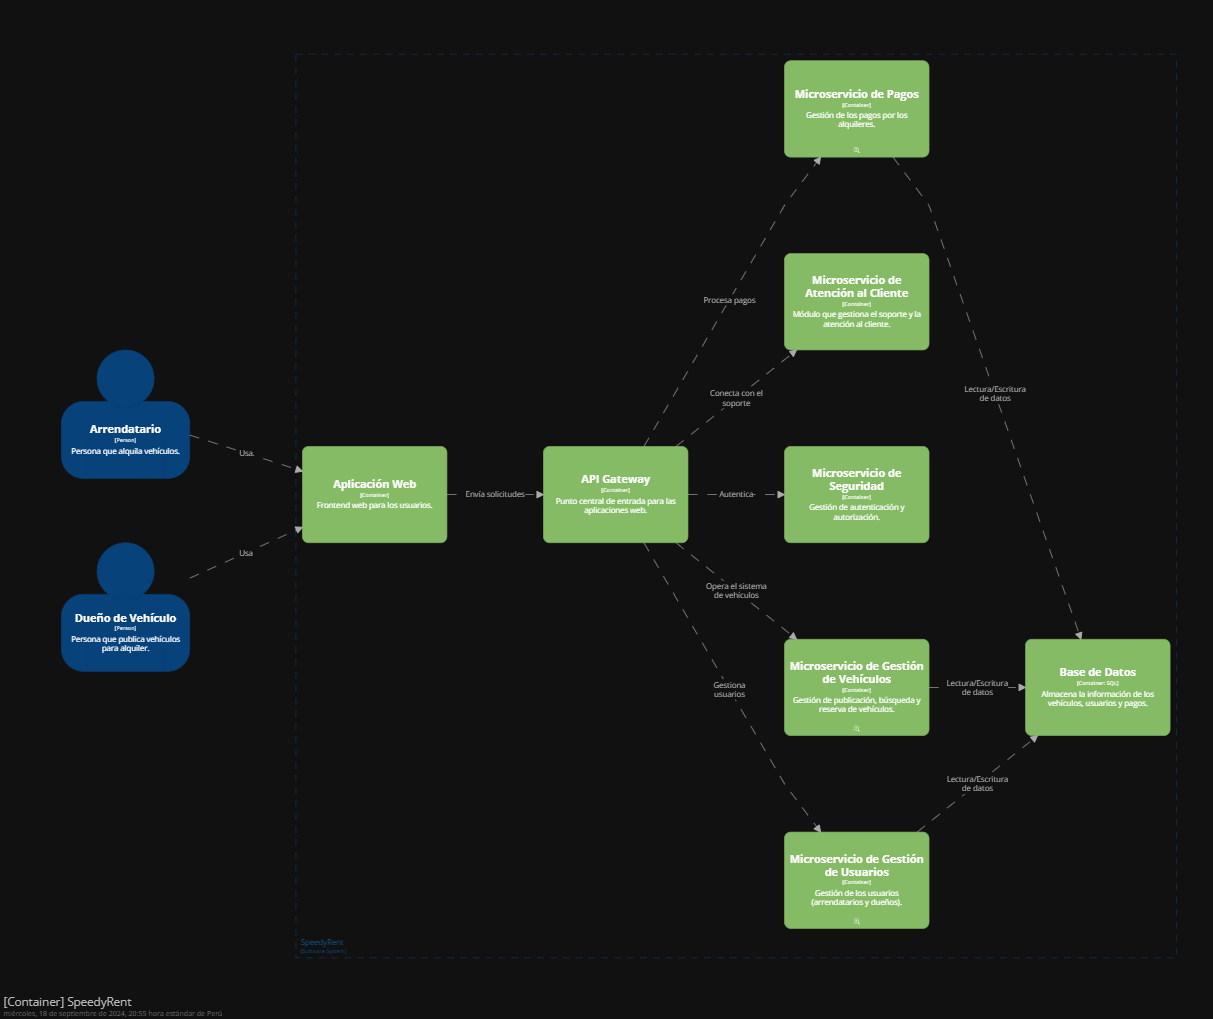 Microservicio de Pagos
[Container]
Gestión de los pagos por los
alquileres.
Procesa pagos
Microservicio de
Atención al Cliente
[Container]
Módulo que gestiona el soporte y la
atención al cliente.
Conecta con el
soporte
Lectura/Escritura
de datos
Arrendatario
[Person]
Persona que alquila vehículos.
Usa.
Dueño de Vehículo
[Person]
Persona que publica vehículos
para alquiler.
Usa
Aplicación Web
[Container]
Frontend web para los usuarios.
Envía solicitudes
API Gateway
[Container]
Punto central de entrada para las
aplicaciones web.
Autentica
Microservicio de
Seguridad
[Container]
Gestión de autenticación y
autorización.
Opera el sistema
de vehículos
Gestiona
usuarios
Microservicio de Gestión
de Vehículos
[Container]
Gestión de publicación, búsqueda y
reserva de vehículos.
Lectura/Escritura
de datos
Base de Datos
[Container: SQL]
Almacena la información de los
vehículos, usuarios y pagos.
Lectura/Escritura
de datos
Microservicio de Gestión
de Usuarios
[Container]
Gestión de los usuarios
(arrendatarios y dueños).
SpeedyRent
[Software System]
[Container] SpeedyRent
miércoles, 18 de septiembre de 2024, 20:55 hora estándar de Perú